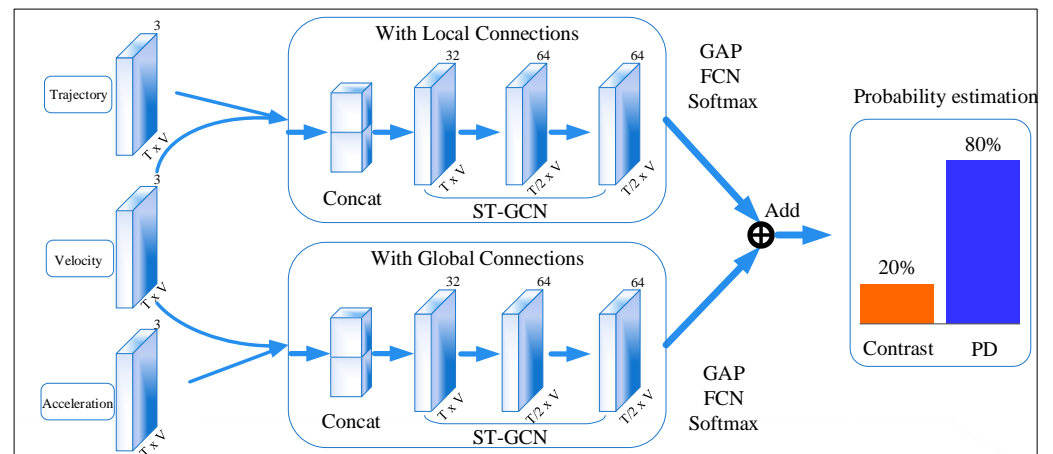 Trajectory
3
T x V
Velocity
3
T x V
Acceleration
3
T x V
With Local Connections
Concat
32
T x V
64
T/2 x V
64
T/2 x V
ST-GCN
With Global Connections
Concat
32
T x V
64
T/2 x V
64
T/2 x V
ST-GCN
GAP
FCN
Softmax
Add
GAP
FCN
Softmax
Probability estimation
80%
20%
Contrast
PD